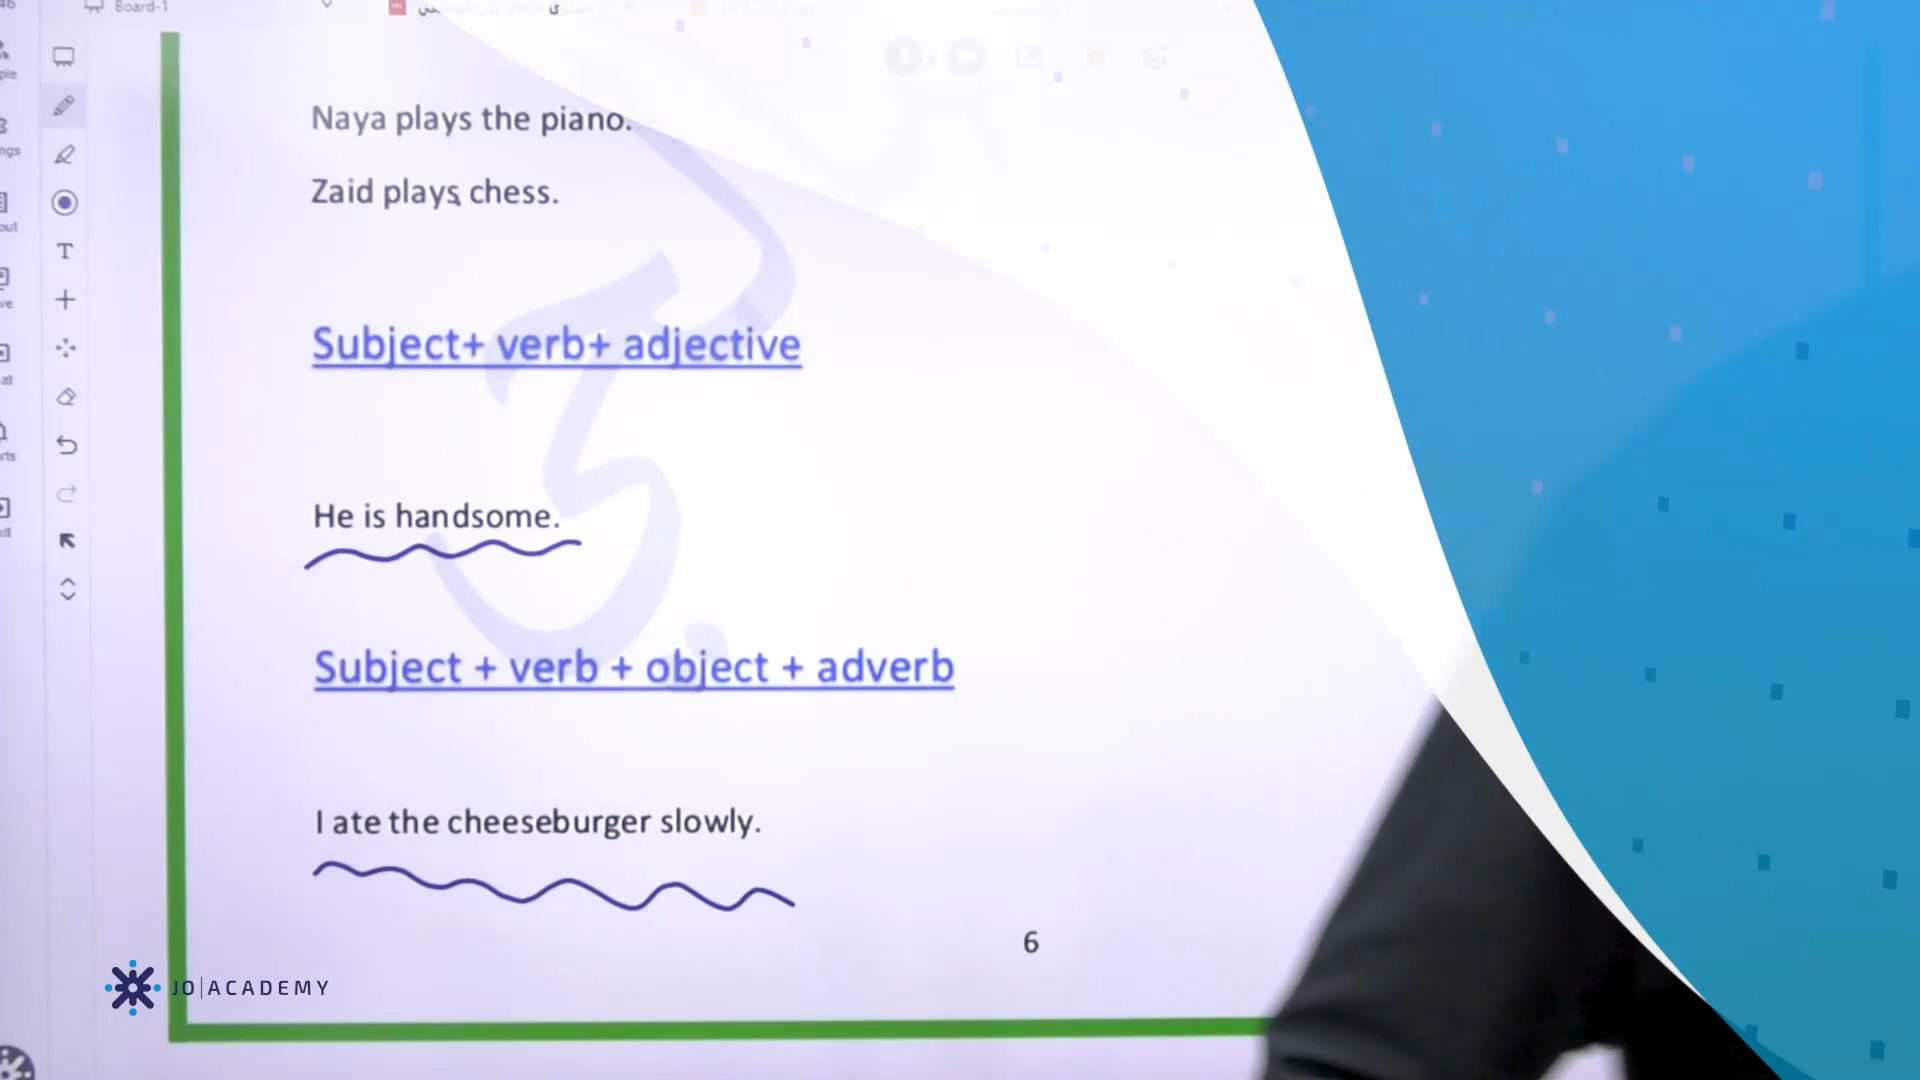 Board-1
Naya plays the piano.
Zaid plays chess.
Subject+ verb+ adjective
He is handsome.
Subject + verb + object + adverb
I ate the cheeseburger slowly.
6
JO|ACADEMY